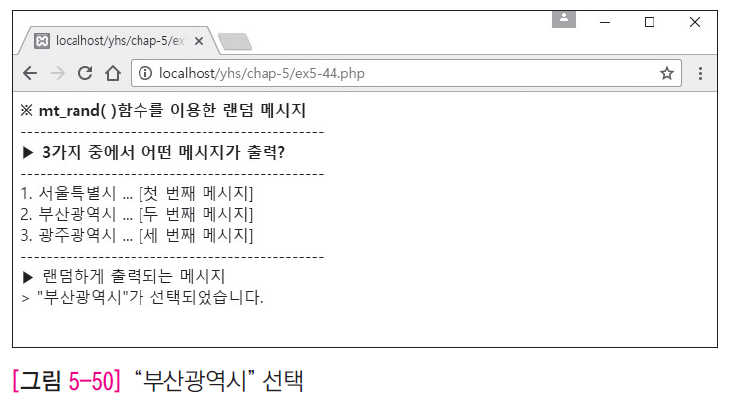 localhost/yhs/chap-5/ex5
localhost/yhs/chap-5/ex5-44.php
※ mt_rand( )함수를 이용한 랜덤 메시지
-----------------------------------------------
▶ 3가지 중에서 어떤 메시지가 출력?
-----------------------------------------------
1. 서울특별시 ... [첫 번째 메시지]
2. 부산광역시 ... [두 번째 메시지]
3. 광주광역시 ... [세 번째 메시지]
-----------------------------------------------
▶ 랜덤하게 출력되는 메시지
> "부산광역시"가 선택되었습니다.
[그림 5-50] “부산광역시” 선택